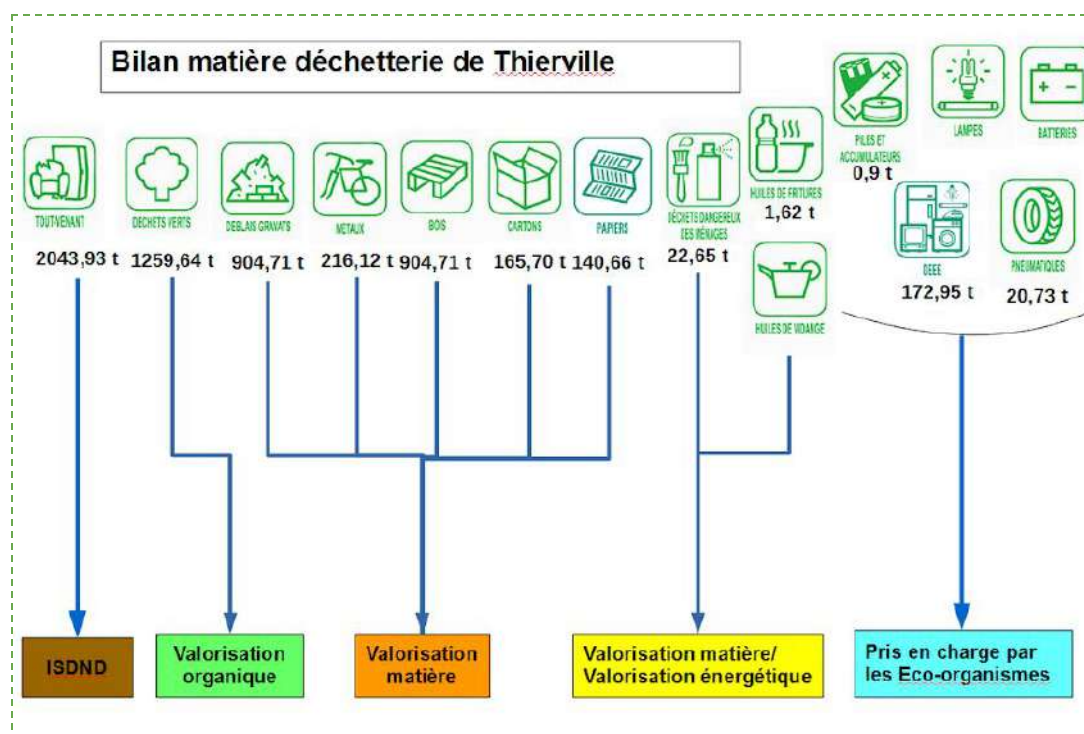 Bilan matière déchetterie de Thierville
TOUT-VENANT
2043,93 t
DECHETS VERTS
1259,64 t
DEBLAIS GRAVATS
904,71 t
METAUX
216,12 t
BOIS
904,71 t
CARTONS
165,70 t
PAPIERS
140,66 t
DÉCHETS DANGEREUX
DES MÉNAGES
22,65 t
HUILES DE FRITURES
1,62 t
HUILES DE VIDANGE
PILES ET
ACCUMULATEURS
0,9 t
LAMPES
BATTERIES
DEEE
172,95 t
PNEUMATIQUES
20,73 t
ISDND
Valorisation
organique
Valorisation
matière
Valorisation matière/
Valorisation énergétique
Pris en charge par
les Eco-organismes